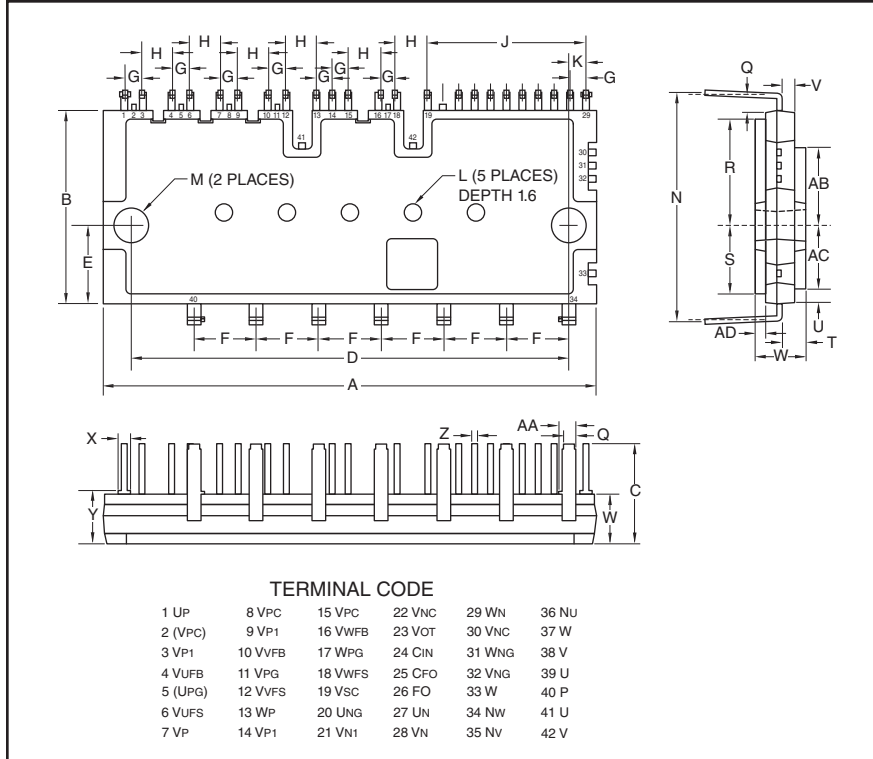 H H H H J
H H H K
G G G G G G G
1 2 3 4 5 6 7 8 9 10 11 12 13 14 15 16 17 18 19 29
41 42
30
31
32
33
M (2 PLACES)
L (5 PLACES)
DEPTH 1.6
B
E
40 34
F F F F F F
D
A
Q V
N
R
S
AB
AC
AD
U
T
W
X
Z
AA
Q
Y
W
C
TERMINAL CODE
1 UP 8 VPC 15 VPC 22 VNC 29 WN 36 NU
2 (VPC) 9 VP1 16 VWFB 23 VOT 30 VNC 37 W
3 VP1 10 VVFB 17 WPG 24 CIN 31 WNG 38 V
4 VUFB 11 VPG 18 VWFS 25 CFO 32 VNG 39 U
5 (UPG) 12 VVFS 19 VSC 26 FO 33 W 40 P
6 VUFS 13 WP 20 UNG 27 UN 34 NW 41 U
7 VP 14 VP1 21 VN1 28 VN 35 NV 42 V